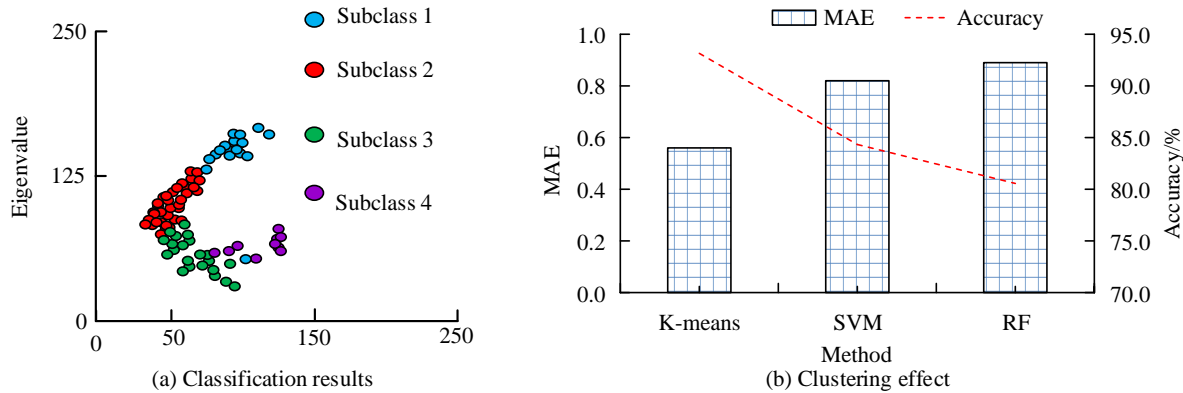 250
125
0
Eigenvalue
0
50
150
250
Subclass 1
Subclass 2
Subclass 3
Subclass 4
(a) Classification results
MAE
Accuracy
1.0
0.8
0.6
0.4
0.2
0.0
MAE
95.0
90.0
85.0
80.0
75.0
70.0
Accuracy/%
K-means
SVM
RF
Method
(b) Clustering effect